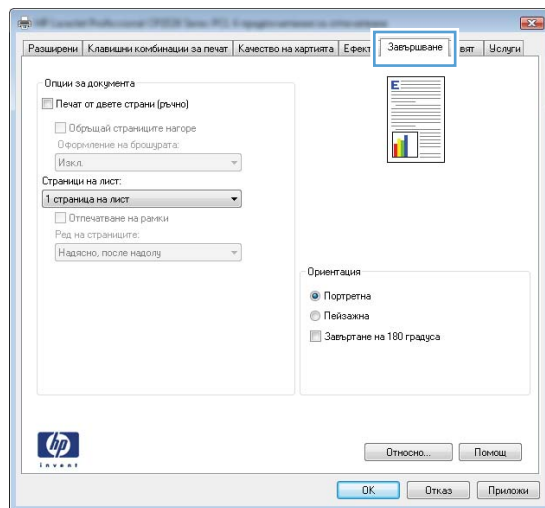 Разширени Клавишни комбинации за печат Качество на хартията Ефект Завършване вят Услуги
Опции за документа
Печат от двете страни (ръчно)
Обръщай страниците нагоре
Оформление на брошурата:
Изкл.
Страници на лист:
1 страница на лист
Отпечатване на рамки
Ред на страниците:
Надясно, после надолу
E
Ориентация
Портретна
Пейзажна
Завъртане на 180 градуса
hp
invent
Относно... Помощ
OK Отказ Приложи